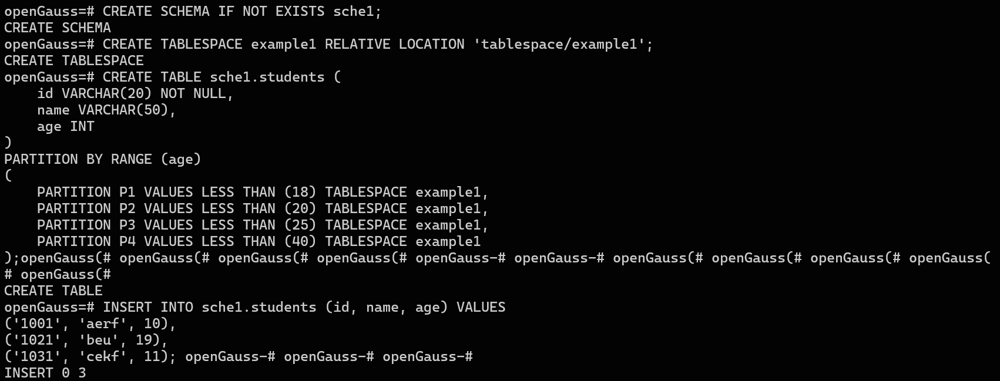 openGauss=# CREATE SCHEMA IF NOT EXISTS sche1;
CREATE SCHEMA
openGauss=# CREATE TABLESPACE example1 RELATIVE LOCATION 'tablespace/example1';
CREATE TABLESPACE
openGauss=# CREATE TABLE sche1.students (
    id VARCHAR(20) NOT NULL,
    name VARCHAR(50),
    age INT
)
PARTITION BY RANGE (age)
(
    PARTITION P1 VALUES LESS THAN (18) TABLESPACE example1,
    PARTITION P2 VALUES LESS THAN (20) TABLESPACE example1,
    PARTITION P3 VALUES LESS THAN (25) TABLESPACE example1,
    PARTITION P4 VALUES LESS THAN (40) TABLESPACE example1
);openGauss(# openGauss(# openGauss(# openGauss(# openGauss-# openGauss-# openGauss(# openGauss(# openGauss(# openGauss(
# openGauss(#
CREATE TABLE
openGauss=# INSERT INTO sche1.students (id, name, age) VALUES
('1001', 'aerf', 10),
('1021', 'beu', 19),
('1031', 'cekf', 11); openGauss-# openGauss-# openGauss-#
INSERT 0 3